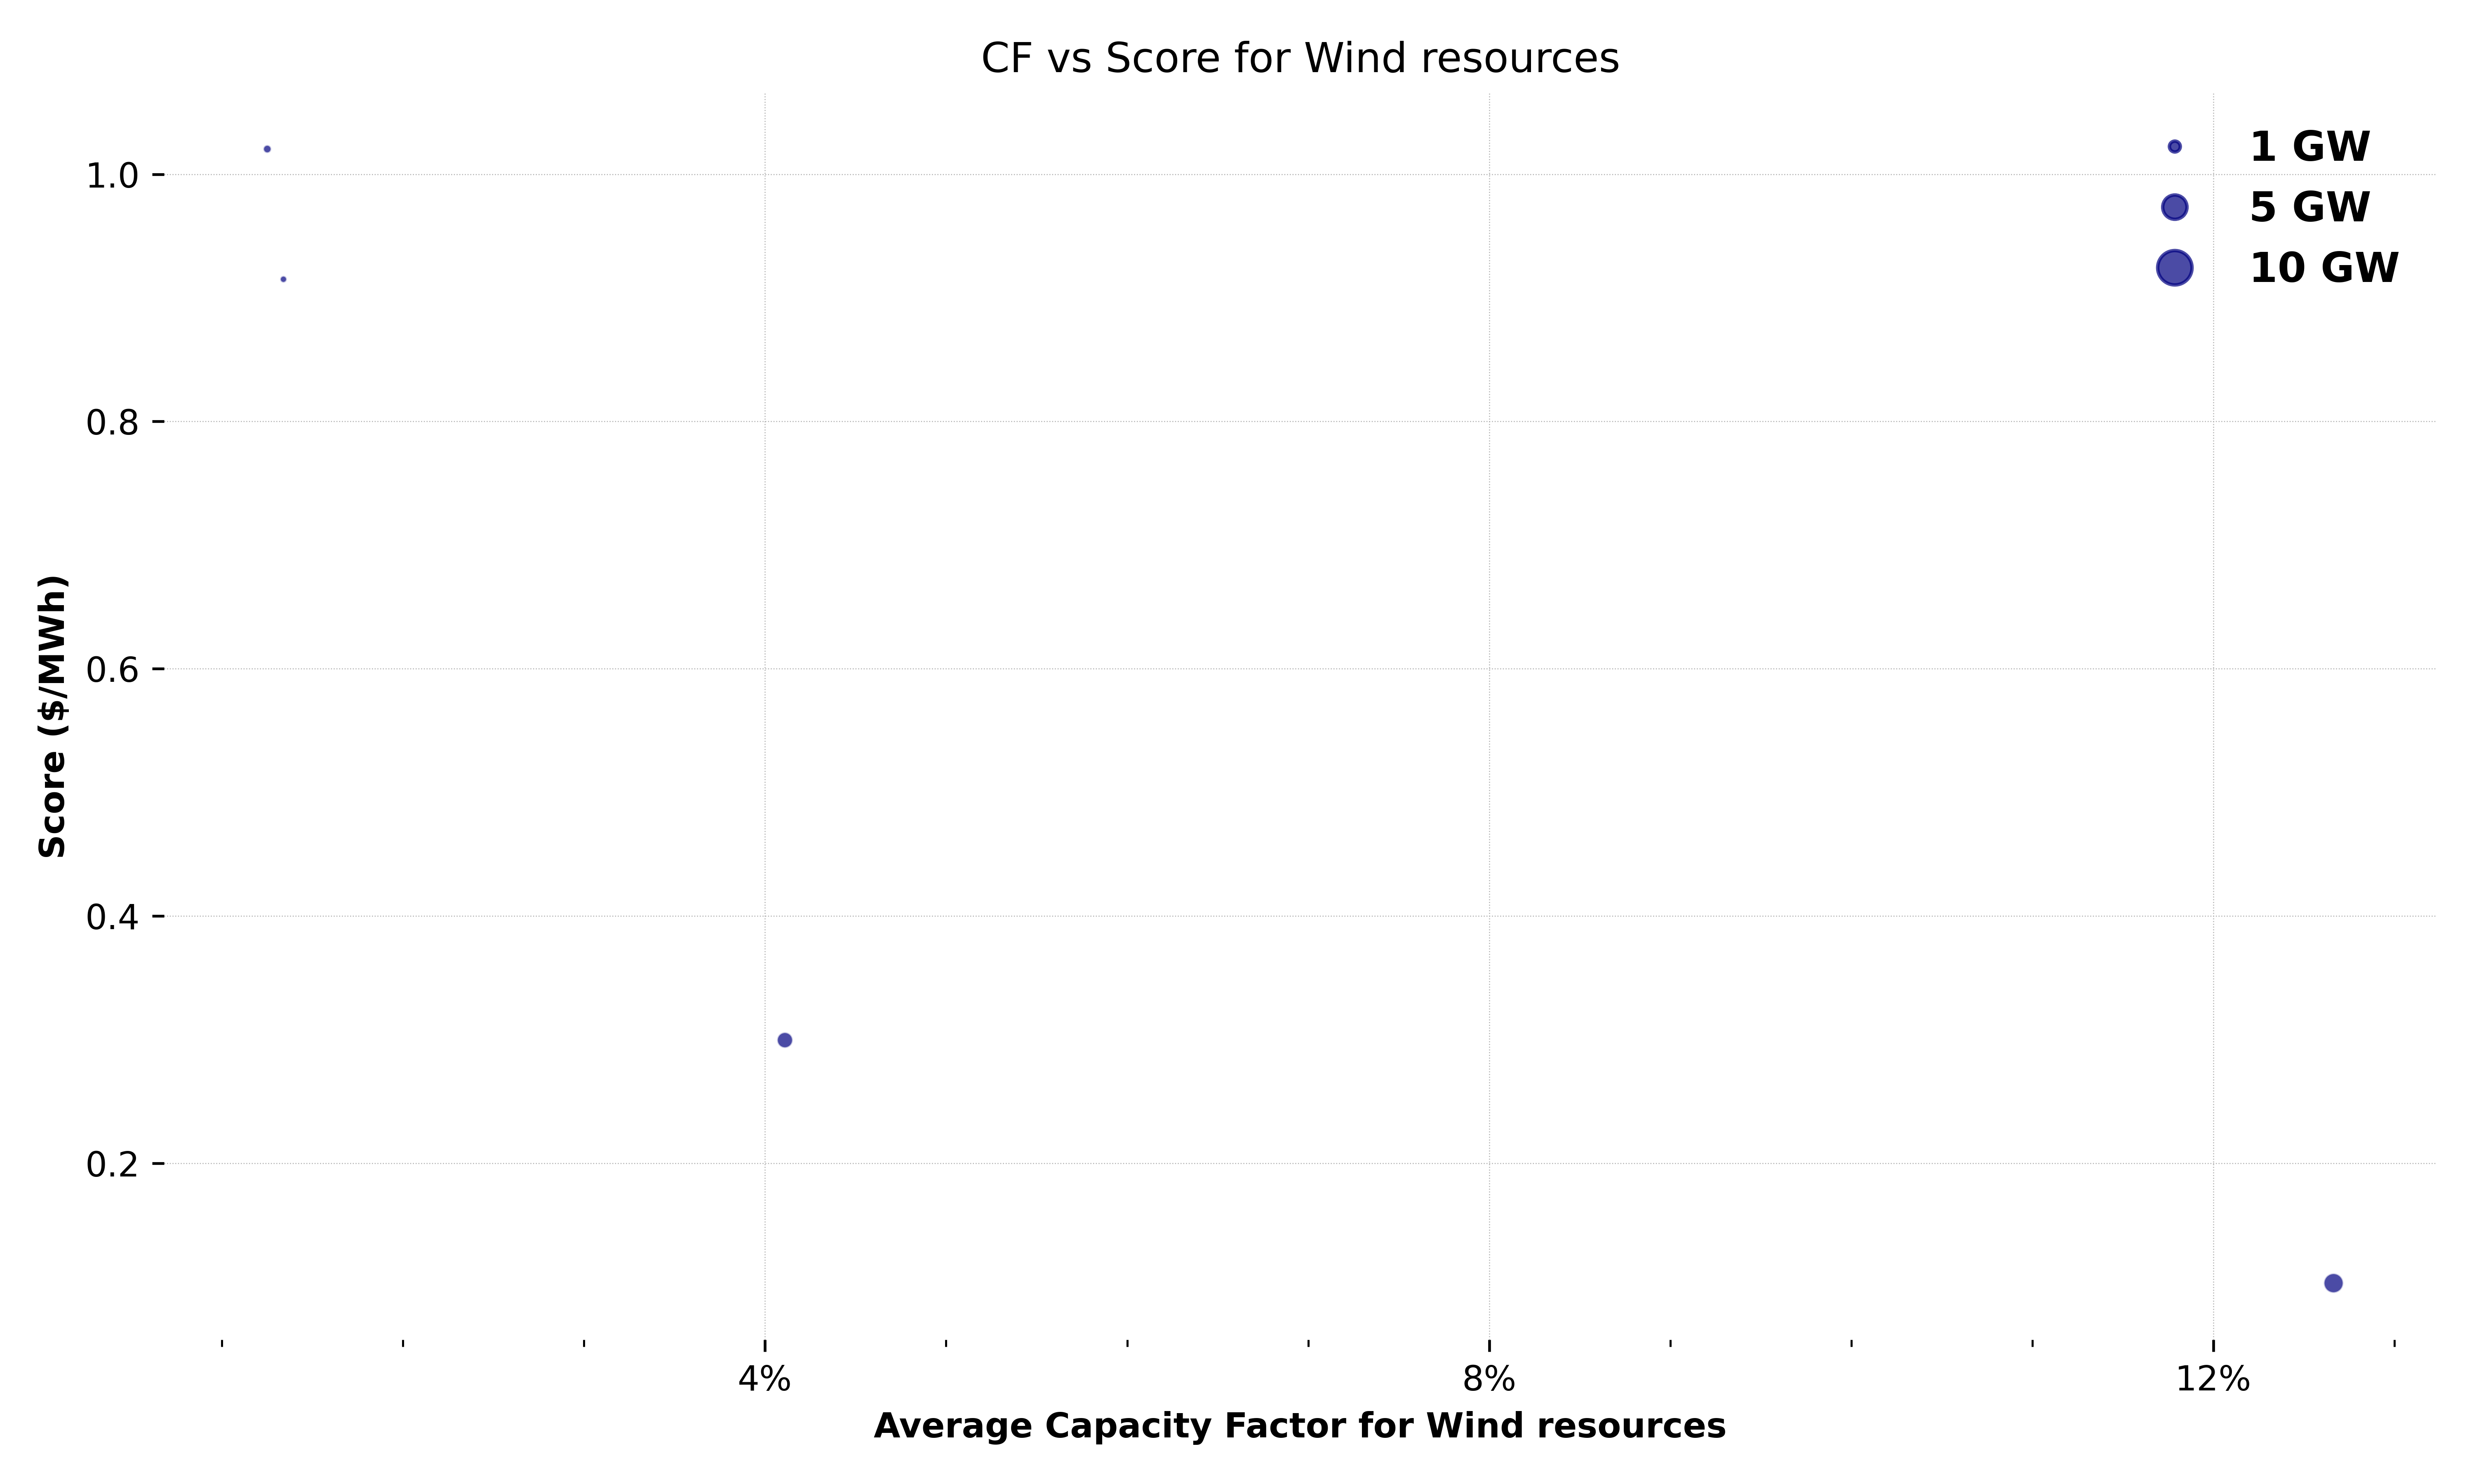 CF vs Score for Wind resources
1 GW
5 GW
10 GW
1.0
0.8
0.6
0.4
0.2
Score ($/MWh)
4%
8%
12%
Average Capacity Factor for Wind resources